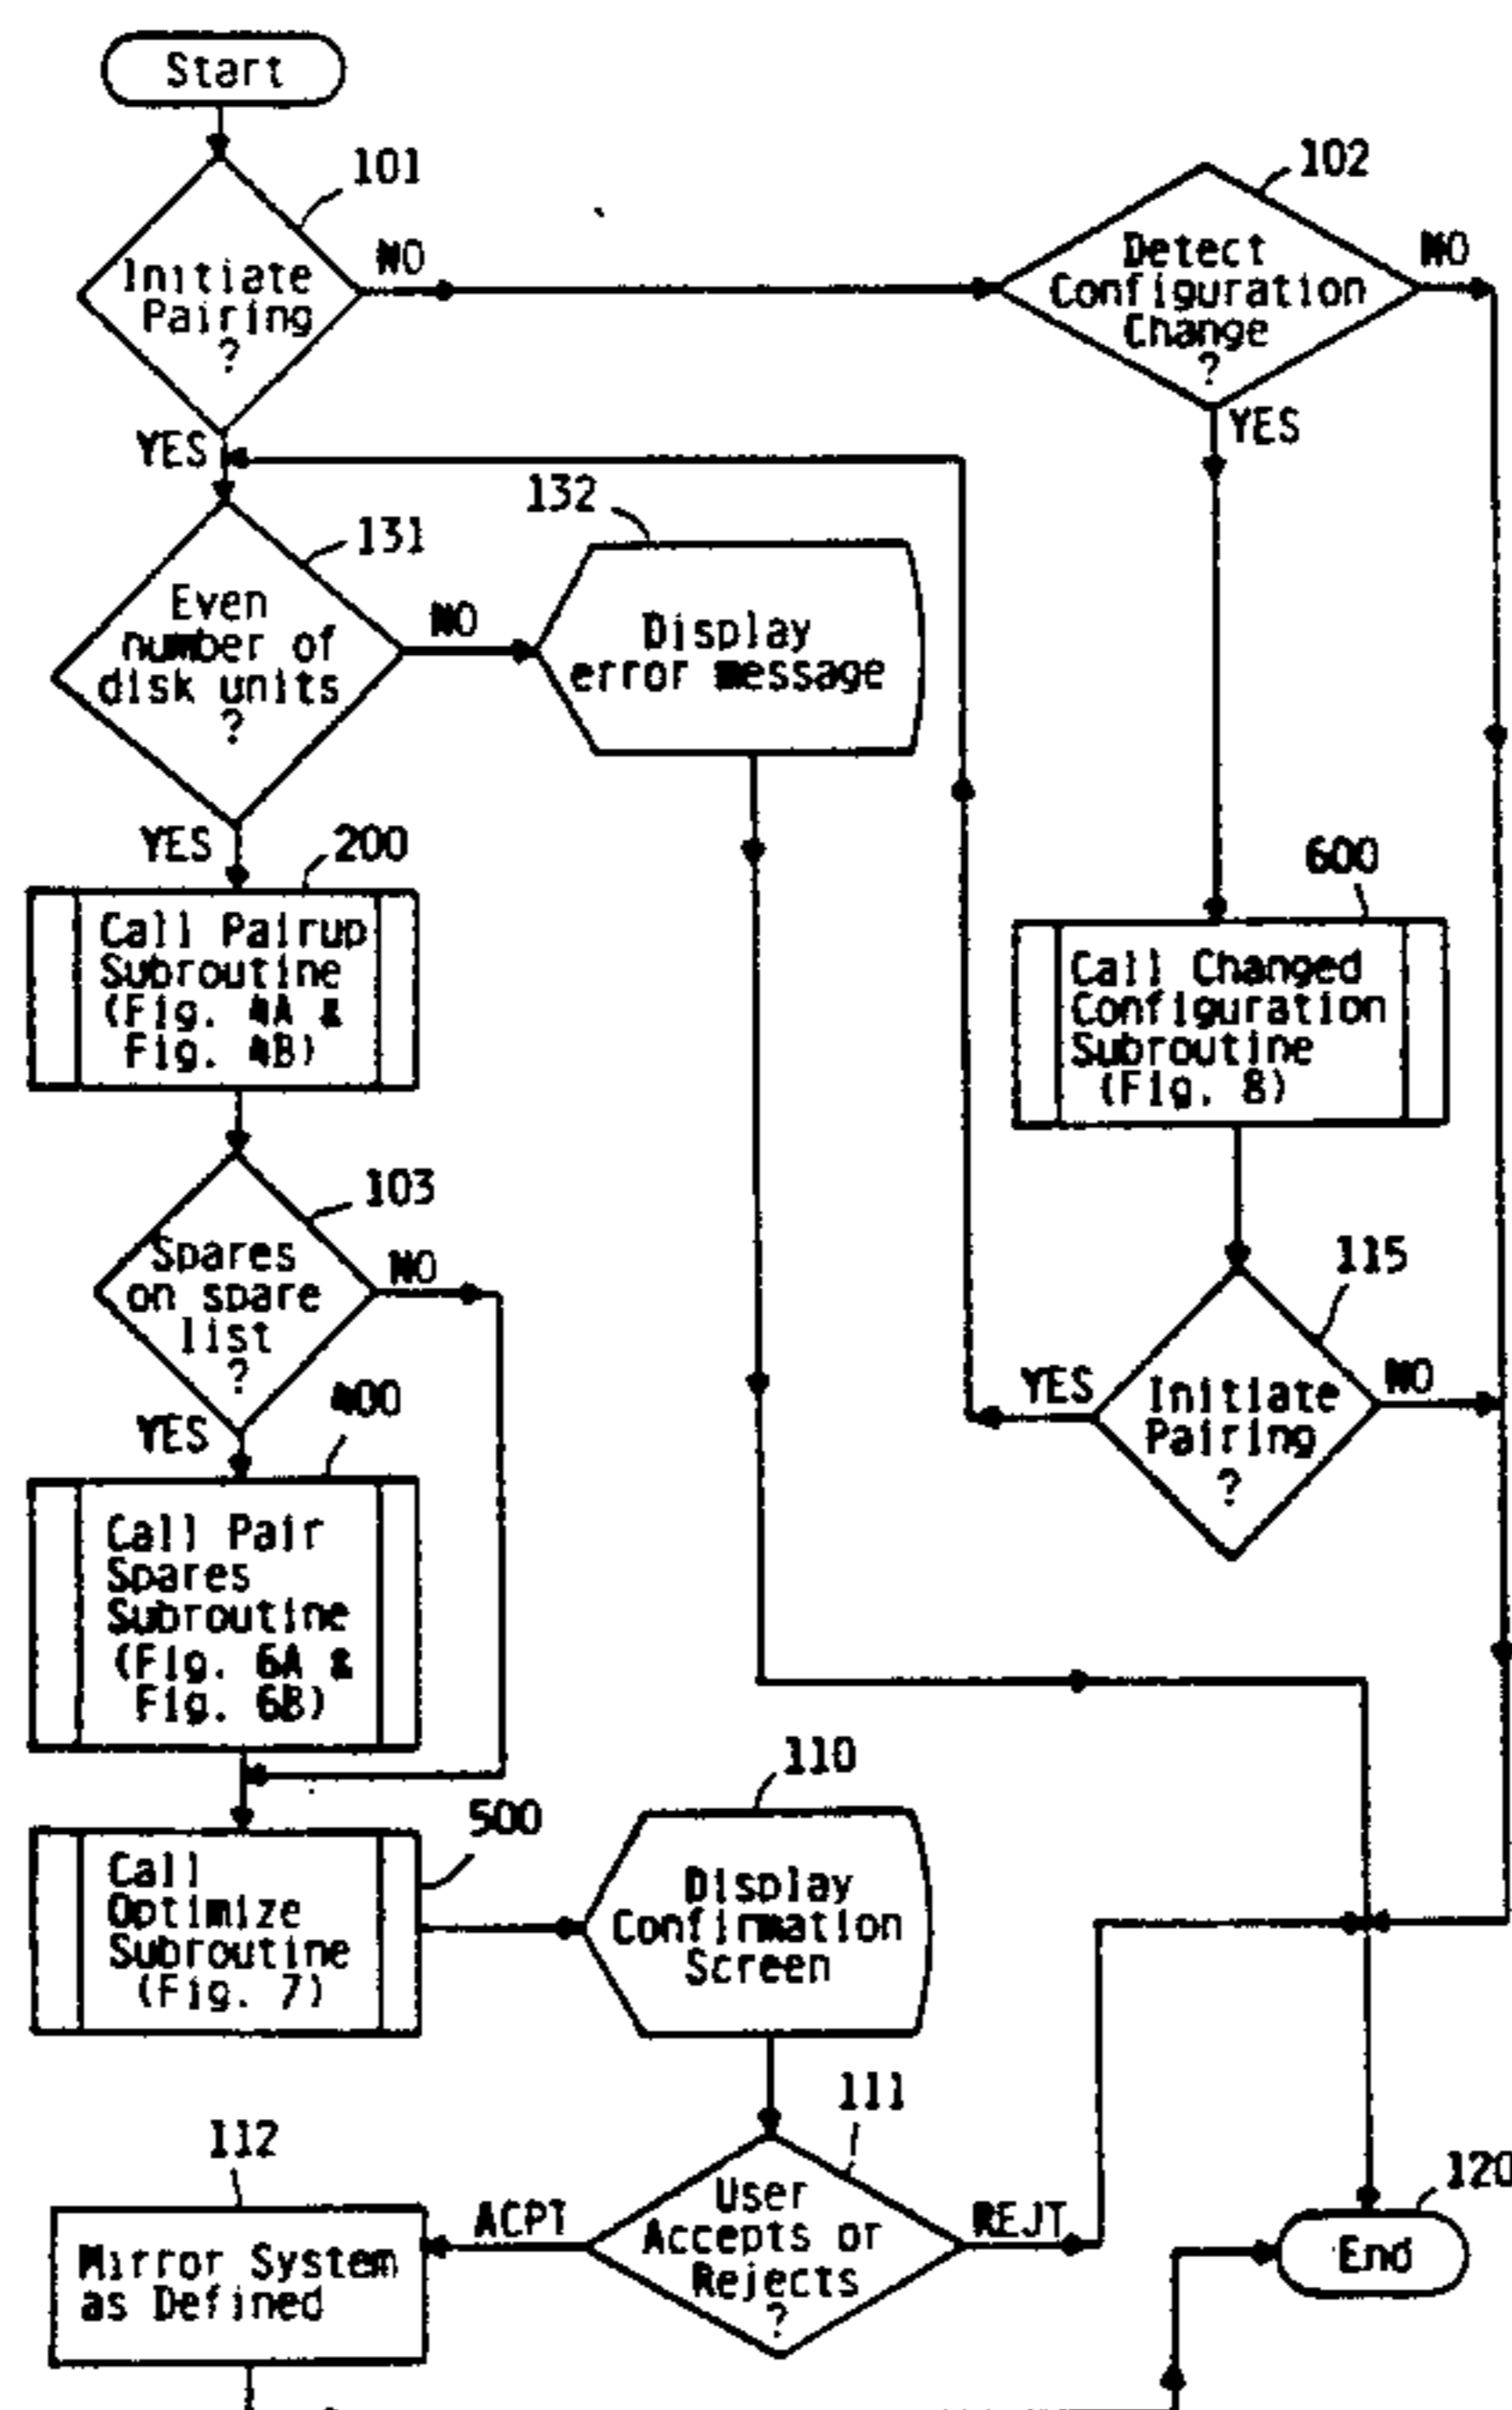 Start
101
Initiate
Pairing
?
NO
YES
102
Detect
Configuration
Change
?
NO
YES
131
Even
number of
disk units
?
NO
YES
132
Display
error message
200
Call Pairup
Subroutine
(Fig. 4A &
Fig. 4B)
600
Call Changed
Configuration
Subroutine
(Fig. 8)
103
Spares
on spare
list
?
NO
YES
115
Initiate
Pairing
?
YES
NO
400
Call Pair
Spares
Subroutine
(Fig. 6A &
Fig. 6B)
500
Call
Optimize
Subroutine
(Fig. 7)
110
Display
Confirmation
Screen
111
User
Accepts or
Rejects
?
ACPT
REJT
112
Mirror System
as Defined
120
End